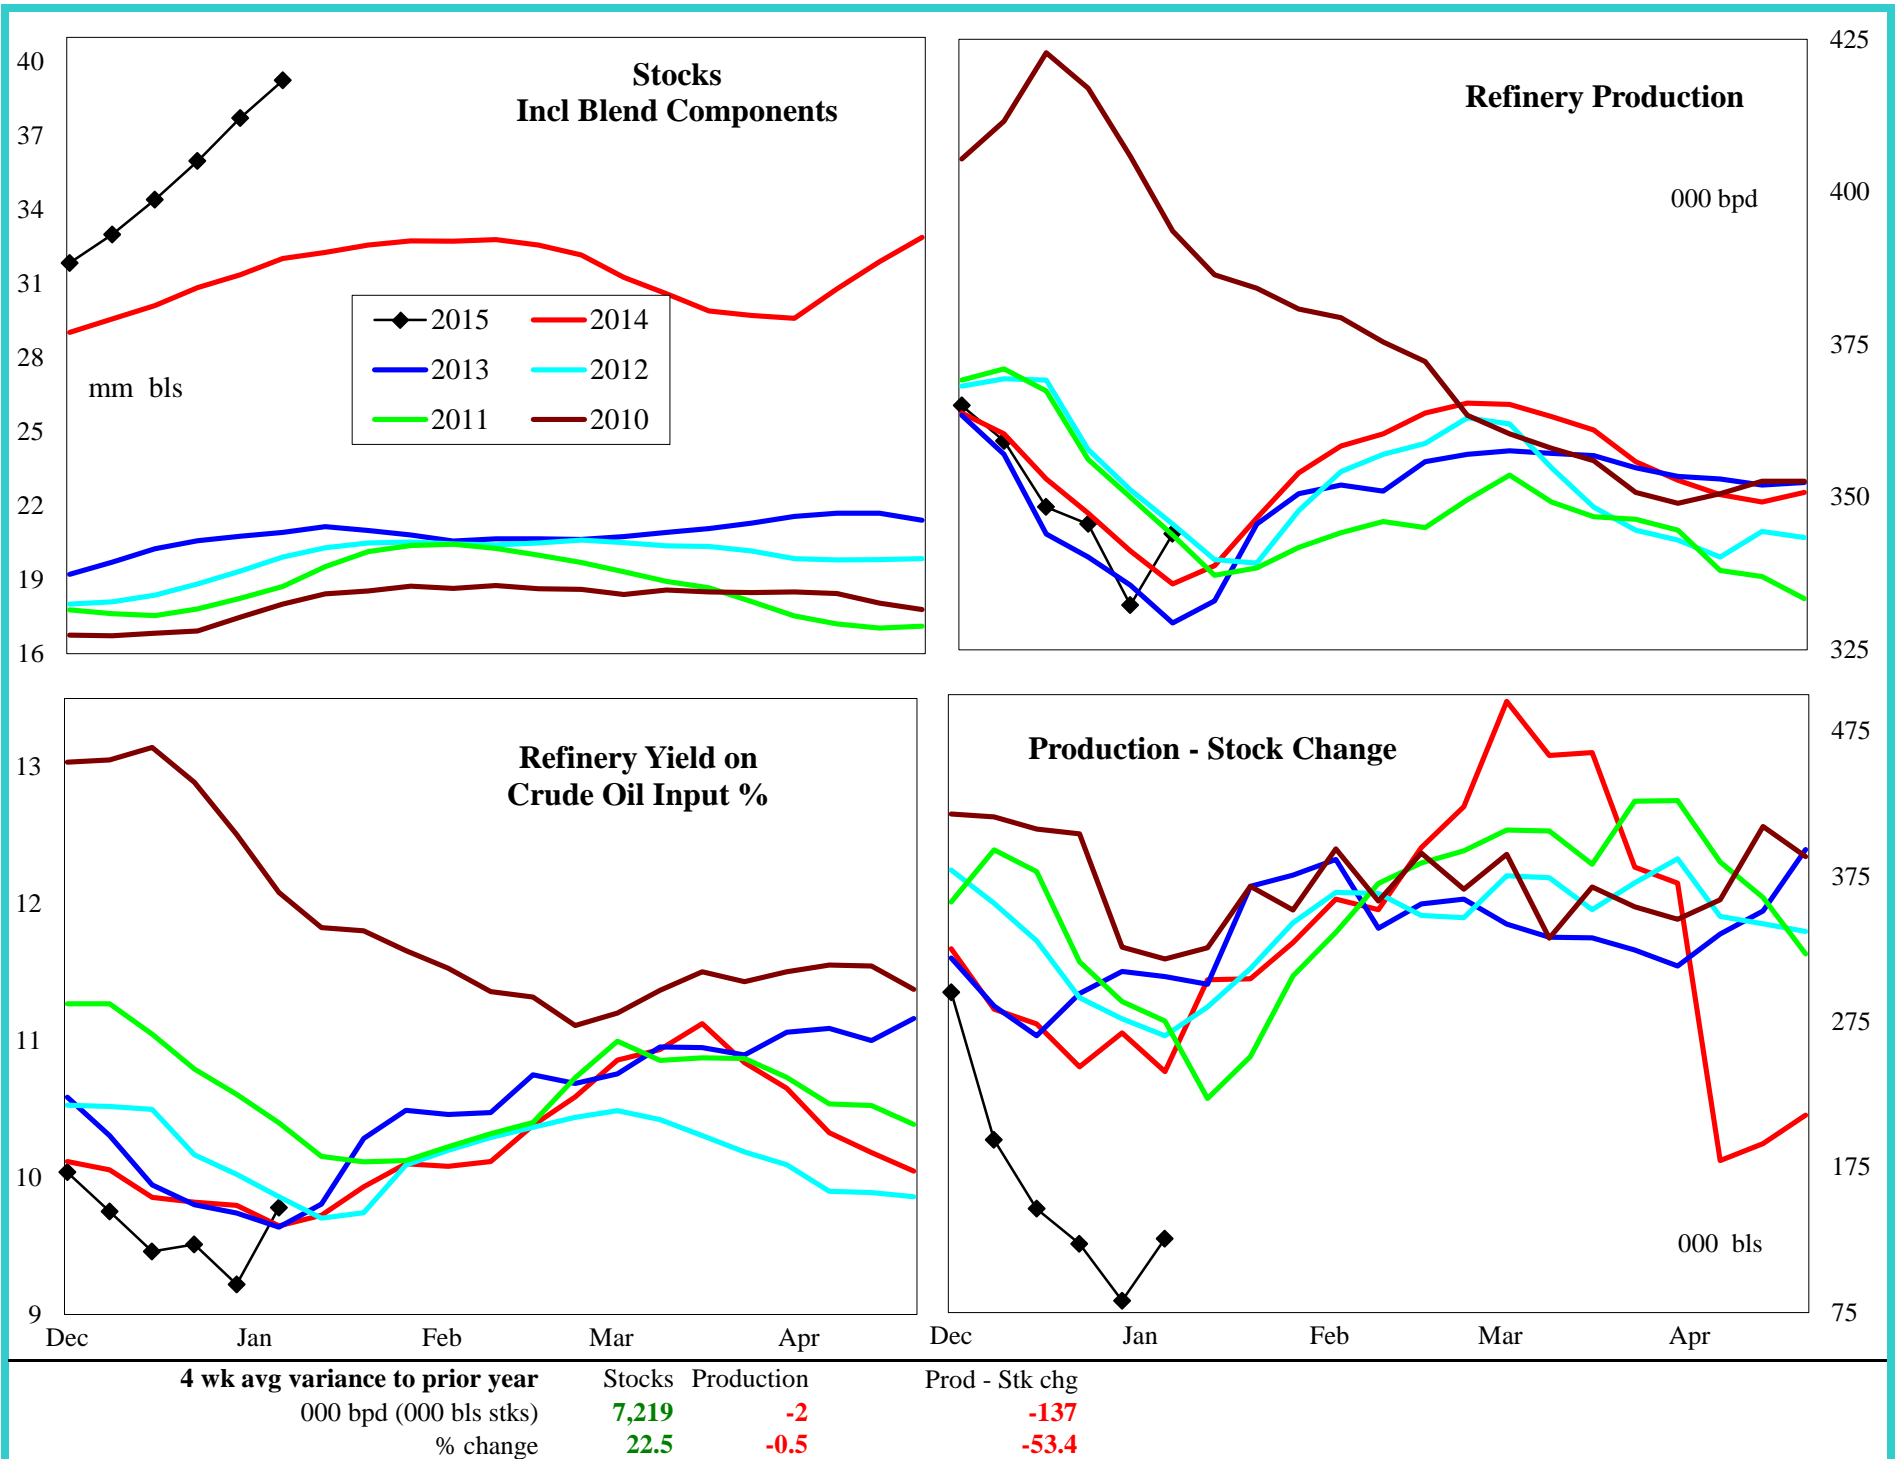 Stocks
Incl Blend Components
40
37
34
31
28
25
22
19
16
mm bls
2015
2014
2013
2012
2011
2010
Refinery Production
000 bpd
425
400
375
350
325
Refinery Yield on
Crude Oil Input %
13
12
11
10
9
Dec Jan Feb Mar Apr
Production - Stock Change
475
375
275
175
75
000 bls
Dec Jan Feb Mar Apr
4 wk avg variance to prior year Stocks Production Prod - Stk chg
000 bpd (000 bls stks) 7,219 -2 -137
% change 22.5 -0.5 -53.4